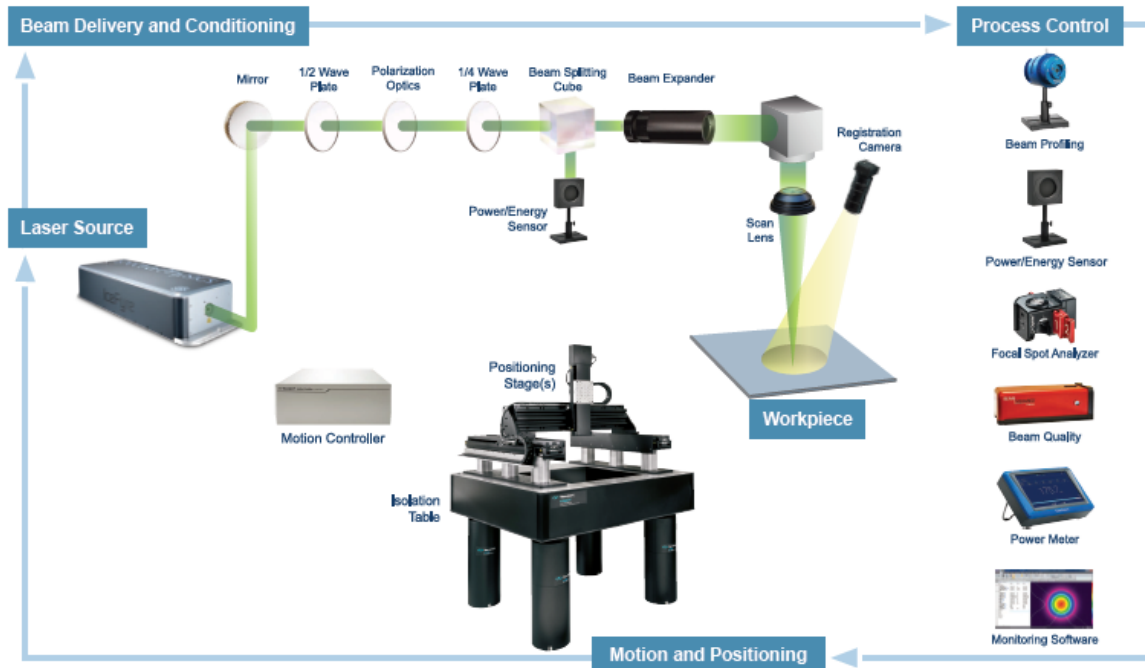 Beam Delivery and Conditioning
Process Control
Mirror
1/2 Wave
Plate
Polarization
Optics
1/4 Wave
Plate
Beam Splitting
Cube
Beam Expander
Registration
Camera
Beam Profiling
Power/Energy
Sensor
Scan
Lens
Laser Source
Power/Energy Sensor
Focal Spot Analyzer
Positioning
Stage(s)
Workpiece
Motion Controller
Beam Quality
Isolation
Table
Power Meter
Monitoring Software
Motion and Positioning